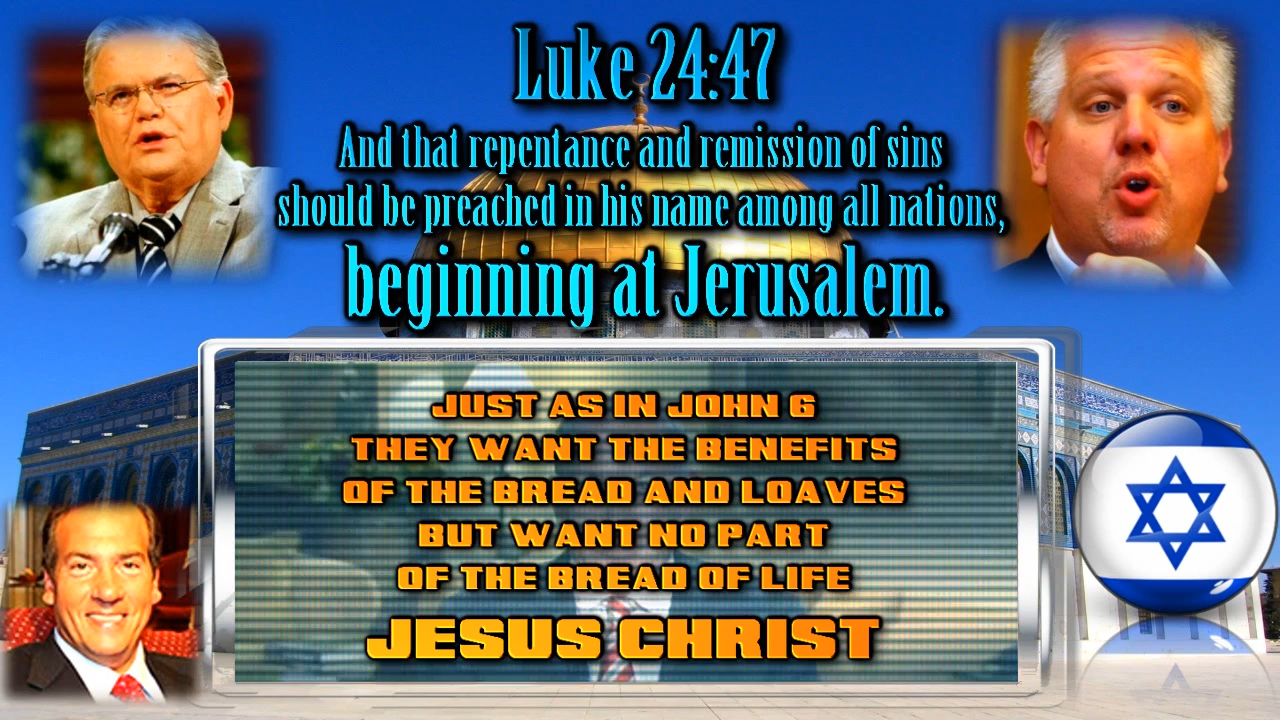 Luke 24:47
And that repentance and remission of sins
should be preached in his name among all nations,
beginning at Jerusalem.
JUST AS IN JOHN 6
THEY WANT THE BENEFITS
OF THE BREAD AND LOAVES
BUT WANT NO PART
OF THE BREAD OF LIFE
JESUS CHRIST